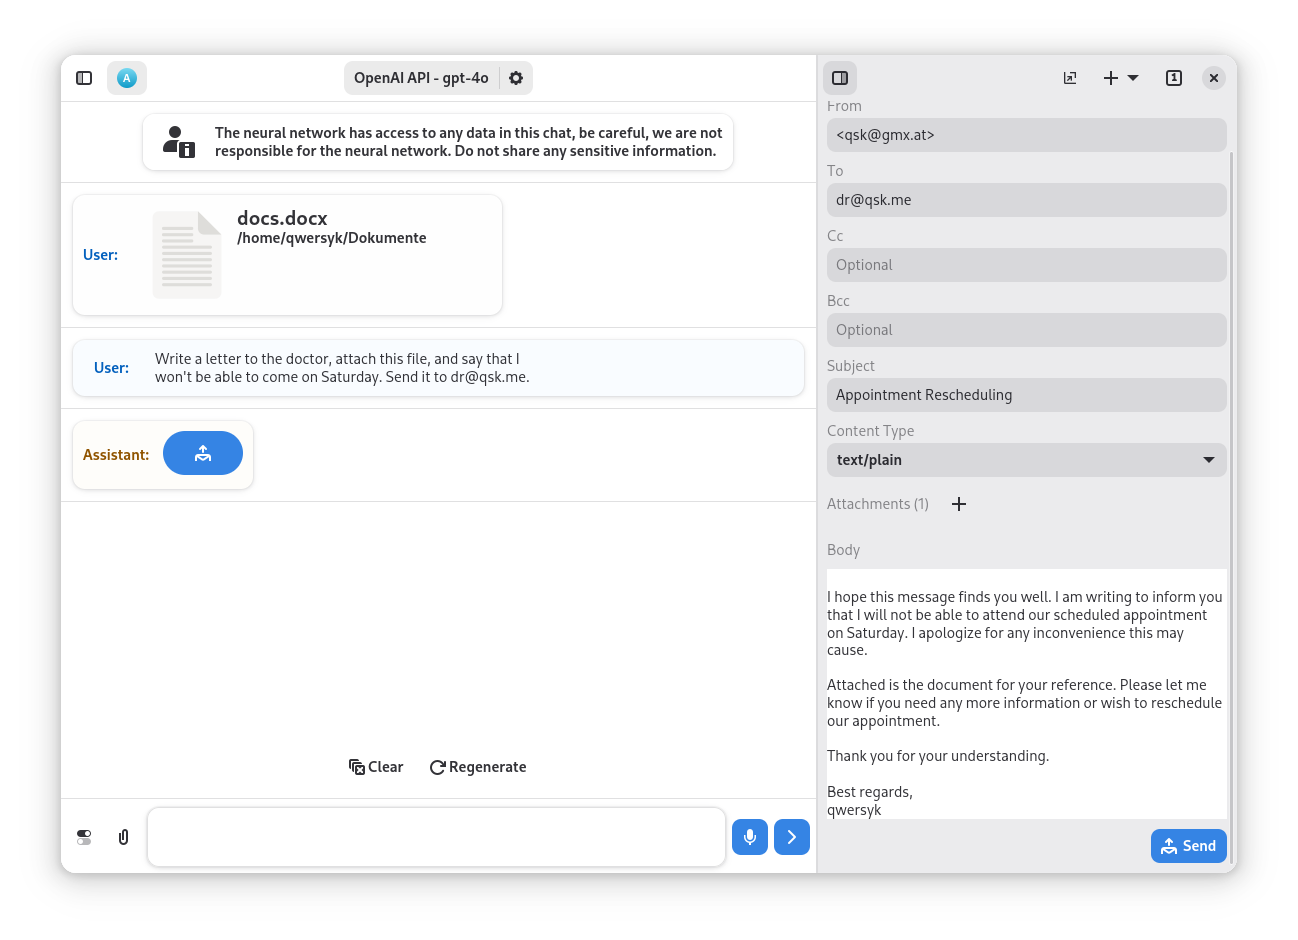 A
OpenAI API - gpt-4o
1
The neural network has access to any data in this chat, be careful, we are not
responsible for the neural network. Do not share any sensitive information.
User:
docs.docx
/home/qwersyk/Dokumente
User:
Write a letter to the doctor, attach this file, and say that I
won't be able to come on Saturday. Send it to dr@qsk.me.
Assistant:
Clear
Regenerate
From
<qsk@gmx.at>
To
dr@qsk.me
Cc
Optional
Bcc
Optional
Subject
Appointment Rescheduling
Content Type
text/plain
Attachments (1)
Body
I hope this message finds you well. I am writing to inform you
that I will not be able to attend our scheduled appointment
on Saturday. I apologize for any inconvenience this may
cause.
Attached is the document for your reference. Please let me
know if you need any more information or wish to reschedule
our appointment.
Thank you for your understanding.
Best regards,
qwersyk
Send